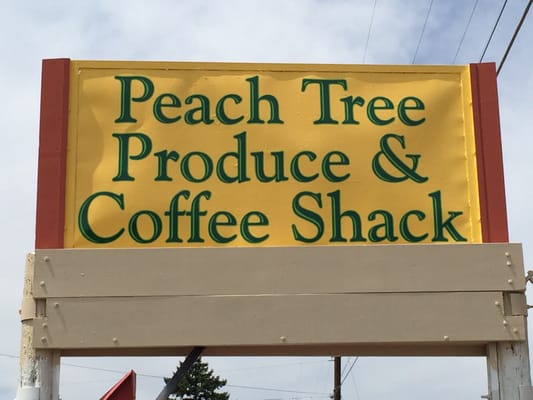 Peach Tree
Produce &
Coffee Shack